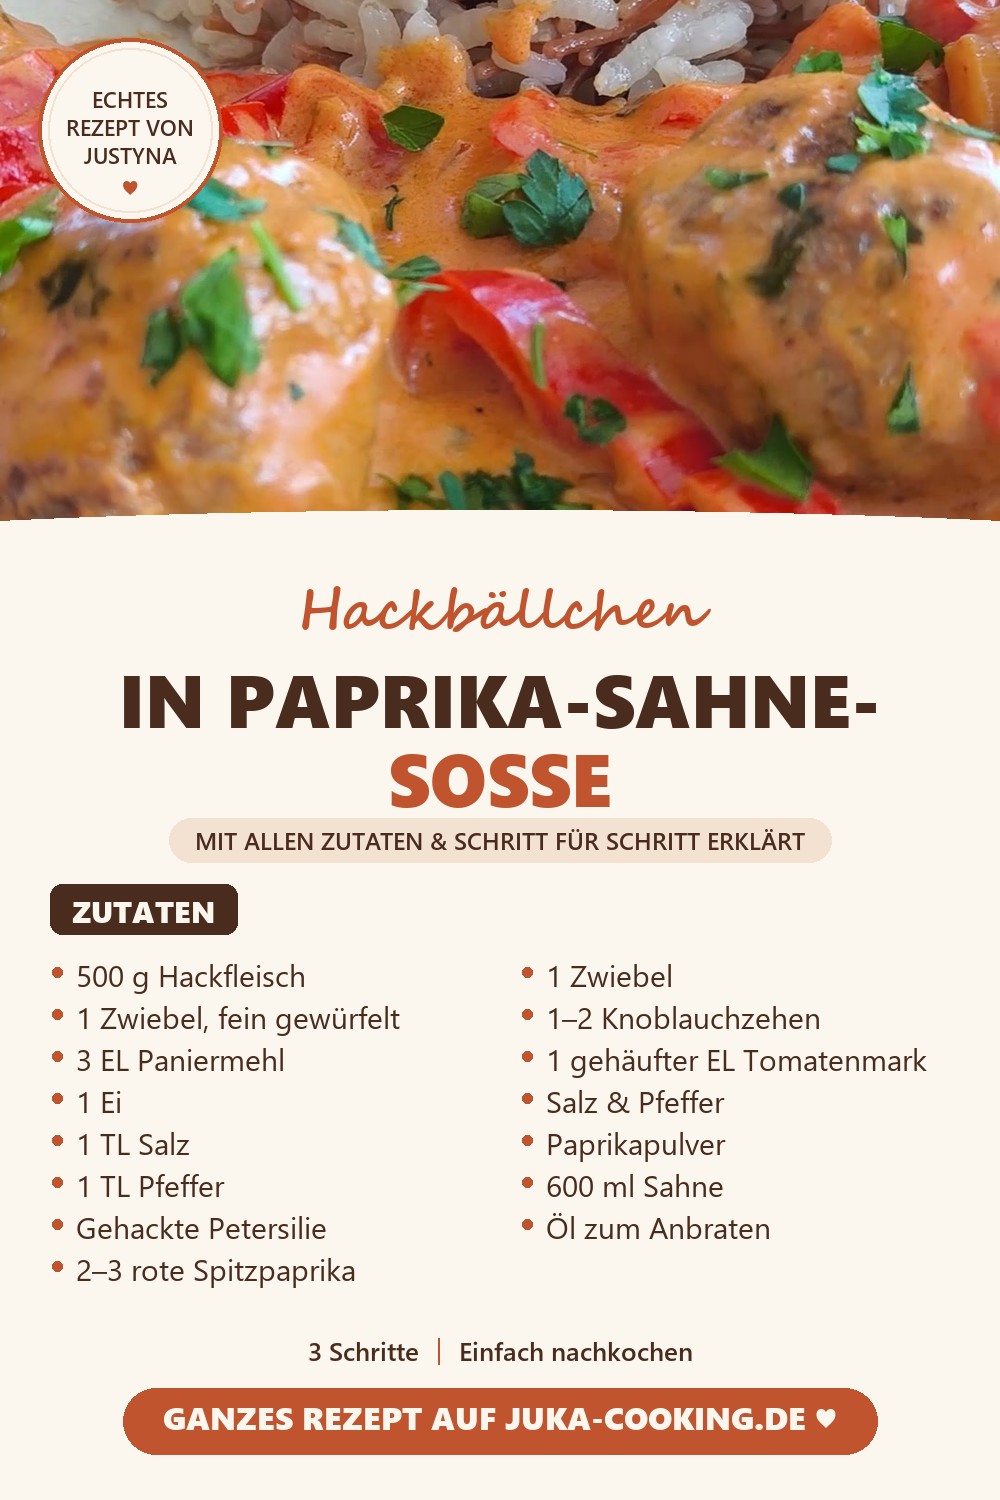 ECHTES
REZEPT VON
JUSTYNA
Hackbällchen
IN PAPRIKA-SAHNE-
SOSSE
MIT ALLEN ZUTATEN & SCHRITT FÜR SCHRITT ERKLÄRT
ZUTATEN
500 g Hackfleisch
1 Zwiebel, fein gewürfelt
3 EL Paniermehl
1 Ei
1 TL Salz
1 TL Pfeffer
Gehackte Petersilie
2–3 rote Spitzpaprika
1 Zwiebel
1–2 Knoblauchzehen
1 gehäufter EL Tomatenmark
Salz & Pfeffer
Paprikapulver
600 ml Sahne
Öl zum Anbraten
3 Schritte | Einfach nachkochen
GANZES REZEPT AUF JUKA-COOKING.DE ♥